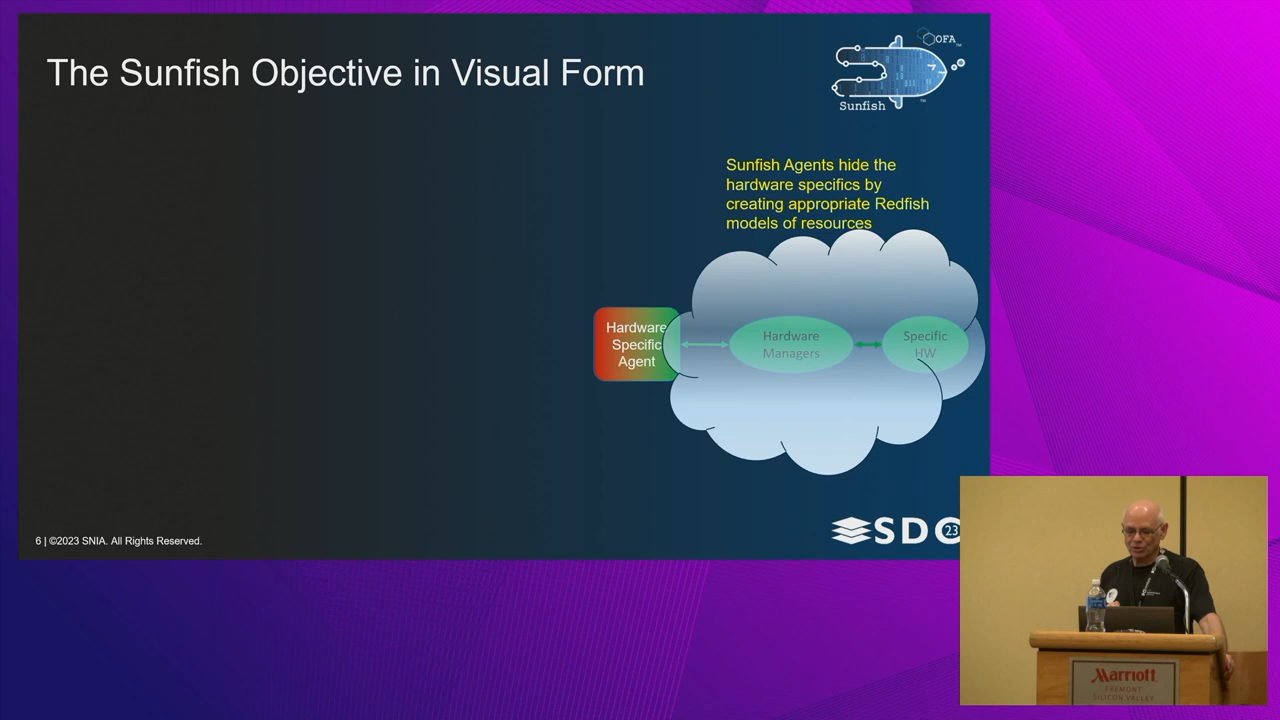 The Sunfish Objective in Visual Form
OFA
TM
Sunfish
TM
Sunfish Agents hide the
hardware specifics by
creating appropriate Redfish
models of resources
Hardware
Specific
Agent
Hardware
Managers
Specific
HW
6 | ©2023 SNIA. All Rights Reserved.
SDC
23
Marriott
FREMONT
SILICON VALLEY